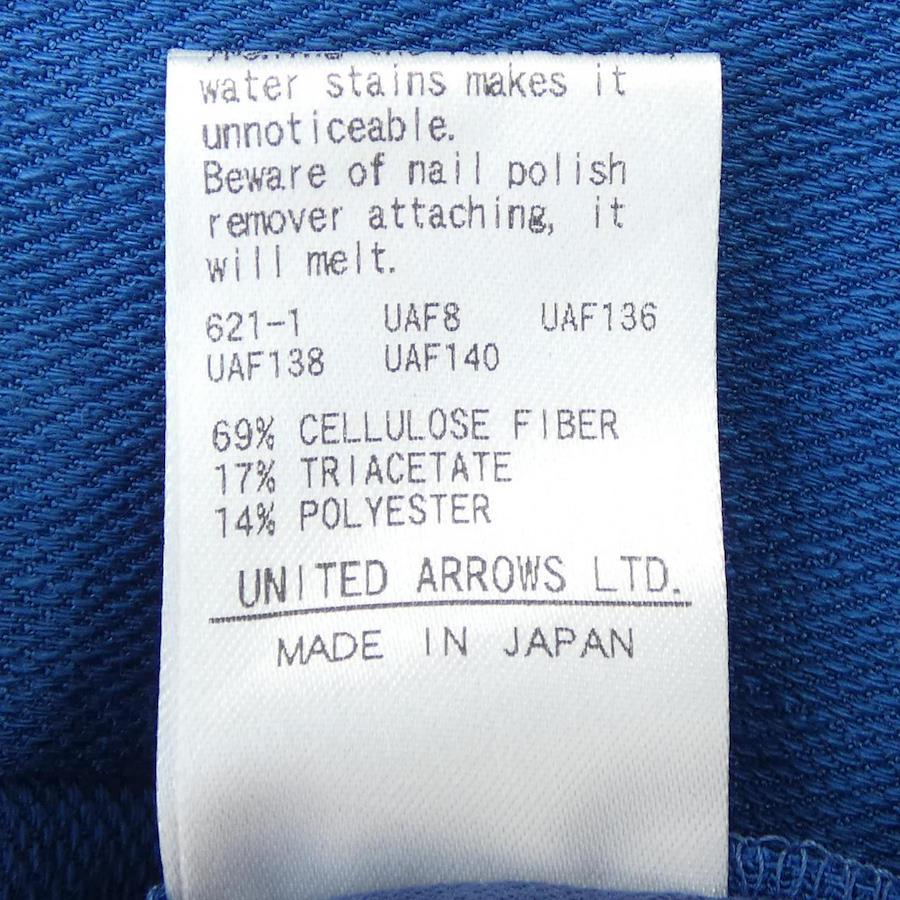 water stains makes it
unnoticeable.
Beware of nail polish
remover attaching, it
will melt.
621-1 UAF8 UAF136
UAF138 UAF140
69% CELLULOSE FIBER
17% TRIACETATE
14% POLYESTER
UNITED ARROWS LTD.
MADE IN JAPAN